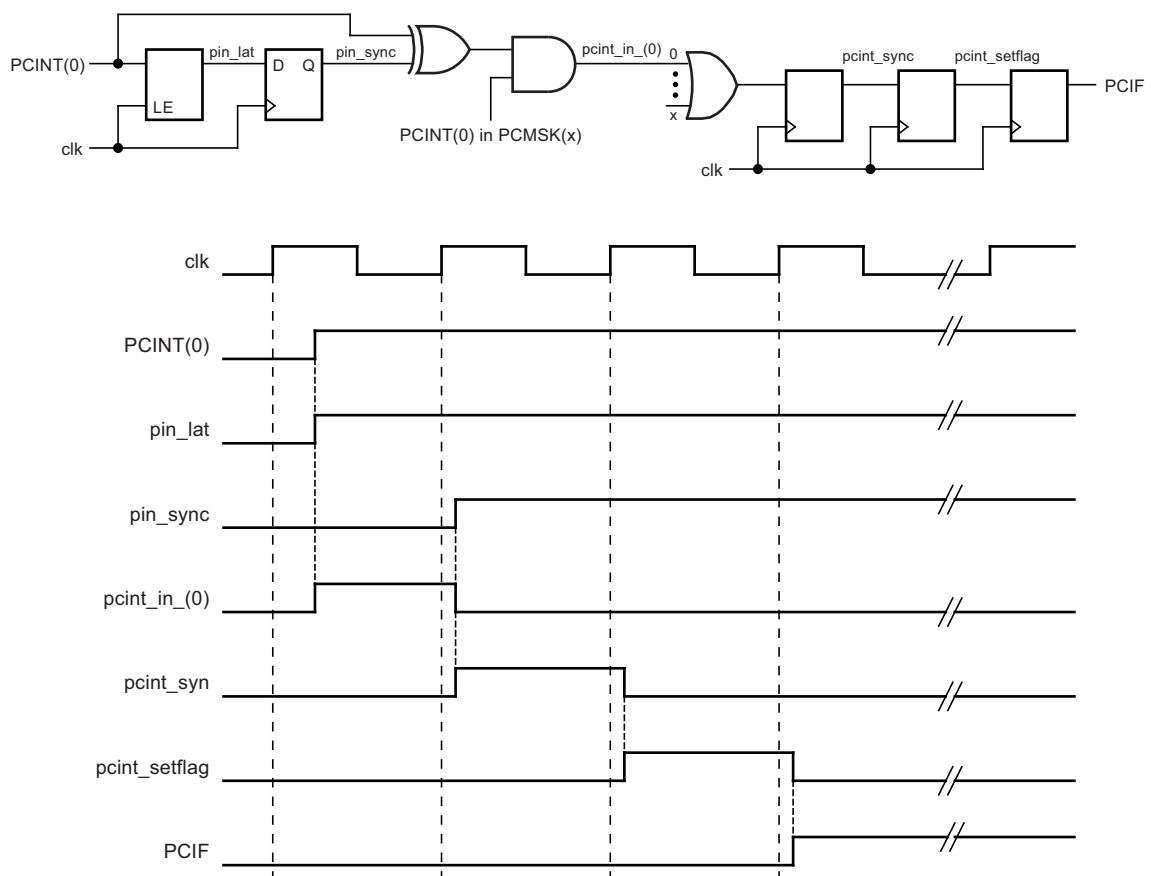 PCINT(0)
pin_lat
D Q
pin_sync
LE
clk
PCINT(0) in PCMSK(x)
pcint_in_(0)
0
x
pcint_sync
pcint_setflag
PCIF
clk
clk
PCINT(0)
pin_lat
pin_sync
pcint_in_(0)
pcint_syn
pcint_setflag
PCIF